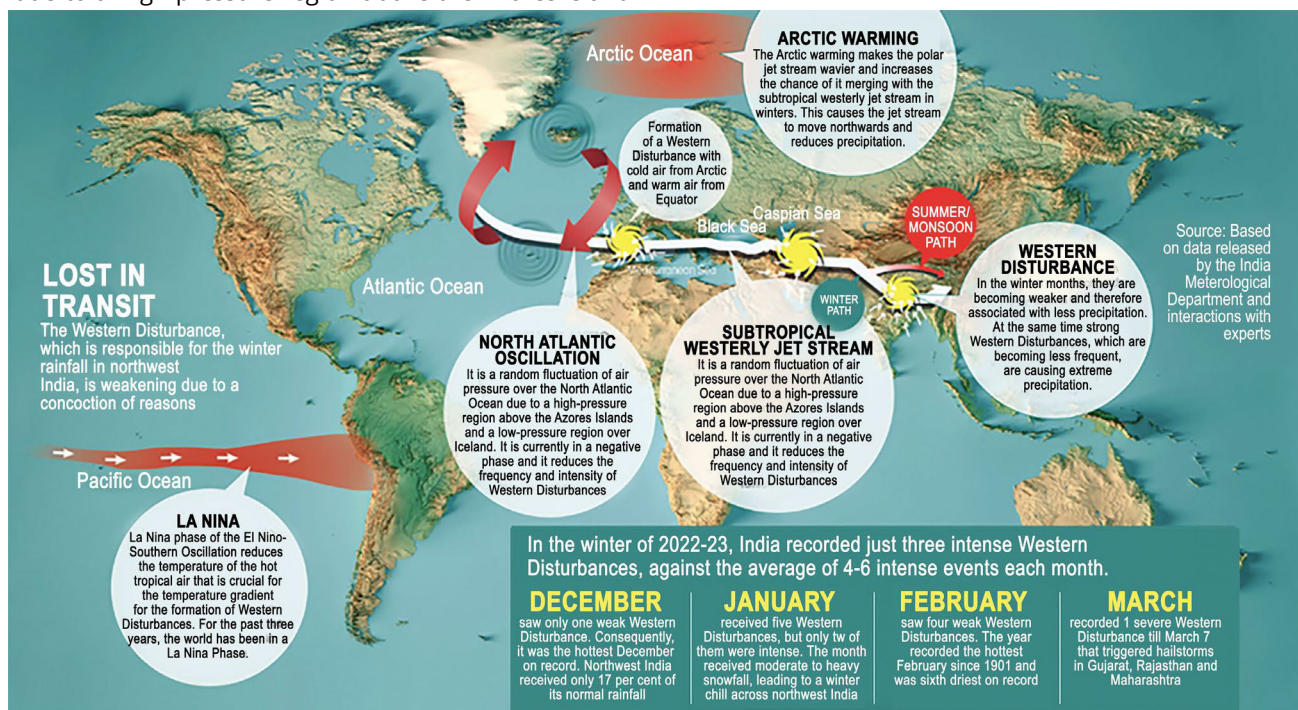 Arctic Ocean
ARCTIC WARMING
The Arctic warming makes the polar
jet stream wavier and increases
the chance of it merging with the
subtropical westerly jet stream in
winters. This causes the jet stream
to move northwards and
reduces precipitation.
Formation
of a Western
Disturbance with
cold air from Arctic
and warm air from
Equator
Caspian Sea
Black Sea
Mediterranean Sea
SUMMER/
MONSOON
PATH
WINTER
PATH
Source: Based
on data released
by the India
Meterological
Department and
interactions with
experts
WESTERN
DISTURBANCE
In the winter months, they are
becoming weaker and therefore
associated with less precipitation.
At the same time strong
Western Disturbances, which are
becoming less frequent,
are causing extreme
precipitation.
LOST IN
TRANSIT
The Western Disturbance,
which is responsible for the winter
rainfall in northwest
India, is weakening due to a
concoction of reasons
Atlantic Ocean
NORTH ATLANTIC
OSCILLATION
It is a random fluctuation of air
pressure over the North Atlantic
Ocean due to a high-pressure
region above the Azores Islands
and a low-pressure region over
Iceland. It is currently in a negative
phase and it reduces the
frequency and intensity of
Western Disturbances
SUBTROPICAL
WESTERLY JET STREAM
It is a random fluctuation of air
pressure over the North Atlantic
Ocean due to a high-pressure
region above the Azores Islands
and a low-pressure region over
Iceland. It is currently in a negative
phase and it reduces the
frequency and intensity of
Western Disturbances
Pacific Ocean
LA NINA
La Nina phase of the El Nino-
Southern Oscillation reduces
the temperature of the hot
tropical air that is crucial for
the temperature gradient
for the formation of Western
Disturbances. For the past three
years, the world has been in a
La Nina Phase.
In the winter of 2022-23, India recorded just three intense Western
Disturbances, against the average of 4-6 intense events each month.
DECEMBER
saw only one weak Western
Disturbance. Consequently,
it was the hottest December
on record. Northwest India
received only 17 per cent of
its normal rainfall
JANUARY
received five Western
Disturbances, but only tw of
them were intense. The month
received moderate to heavy
snowfall, leading to a winter
chill across northwest India
FEBRUARY
saw four weak Western
Disturbances. The year
recorded the hottest
February since 1901 and
was sixth driest on record
MARCH
recorded 1 severe Western
Disturbance till March 7
that triggered hailstorms
in Gujarat, Rajasthan and
Maharashtra